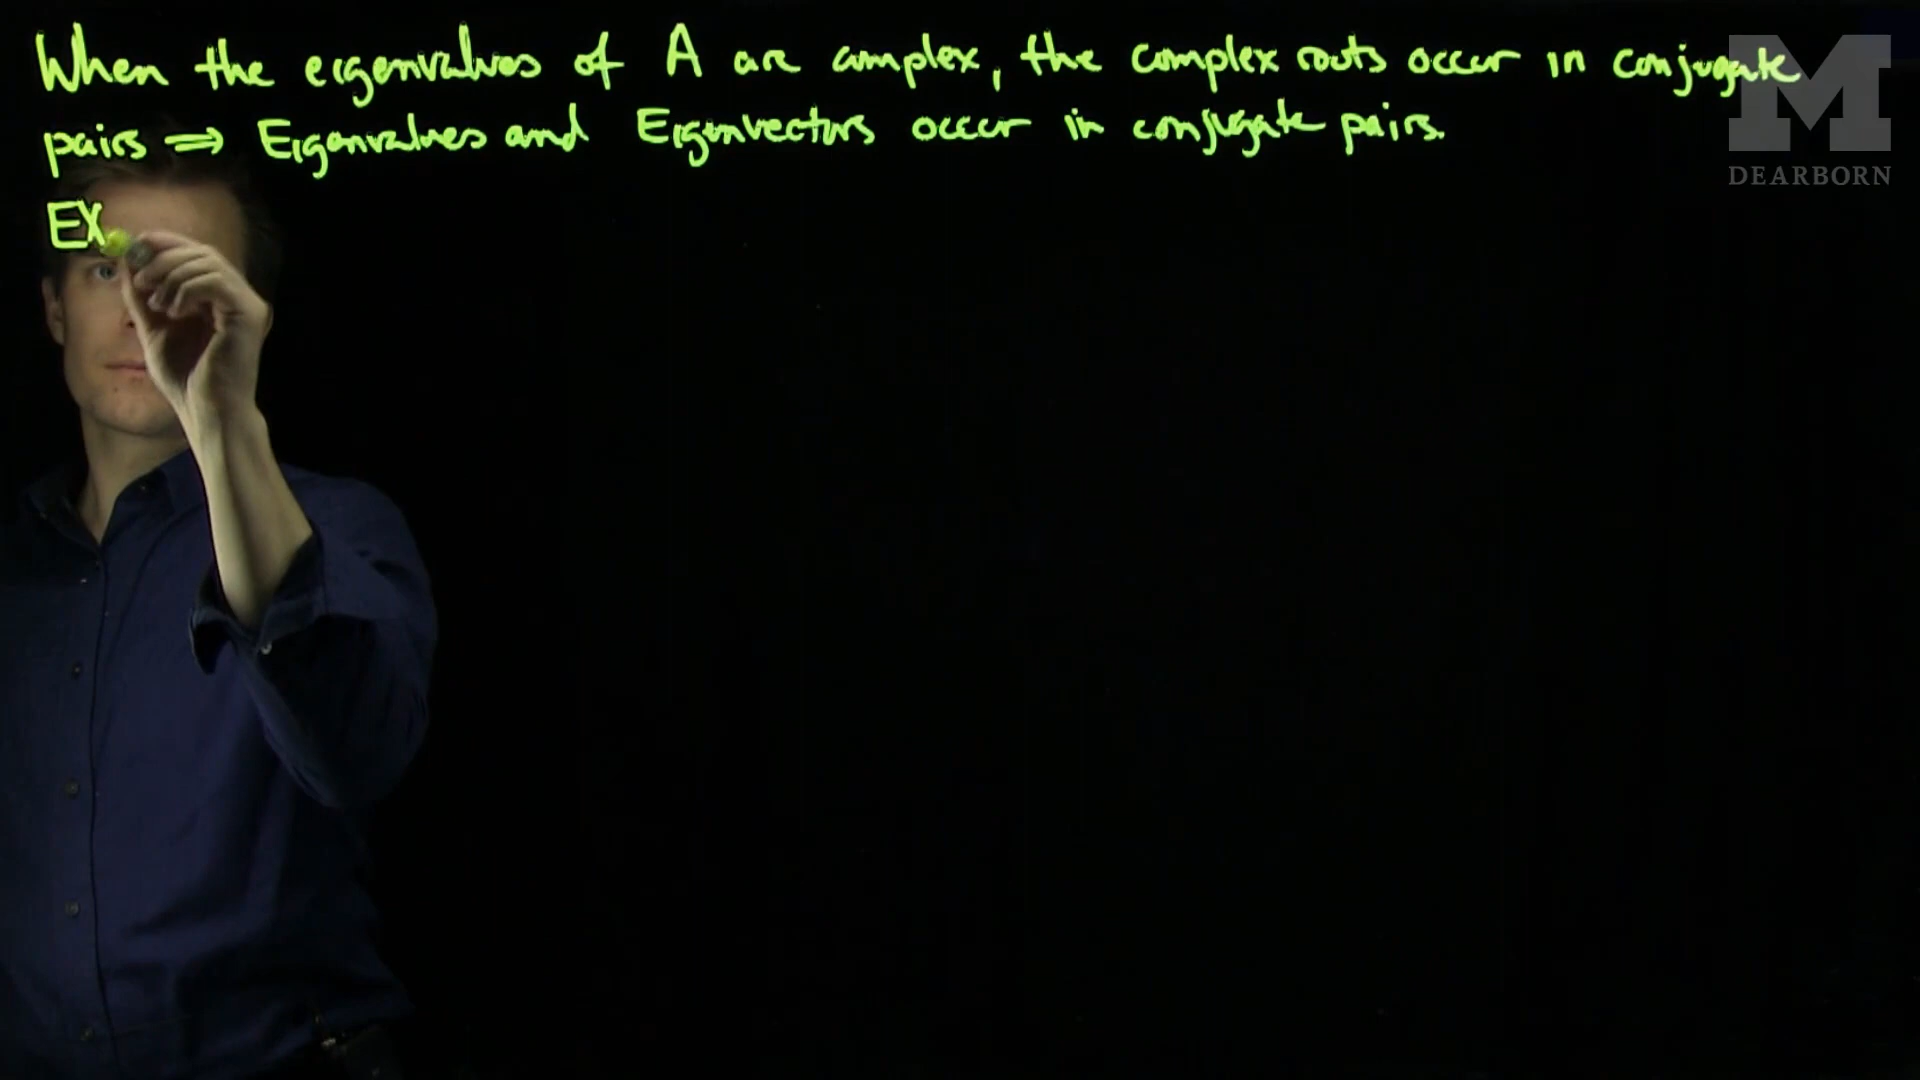 When the eigenvalues of A are complex, the complex roots occur in conjugate
pairs ⇒ Eigenvalues and Eigenvectors occur in conjugate pairs.
EX
M
DEARBORN